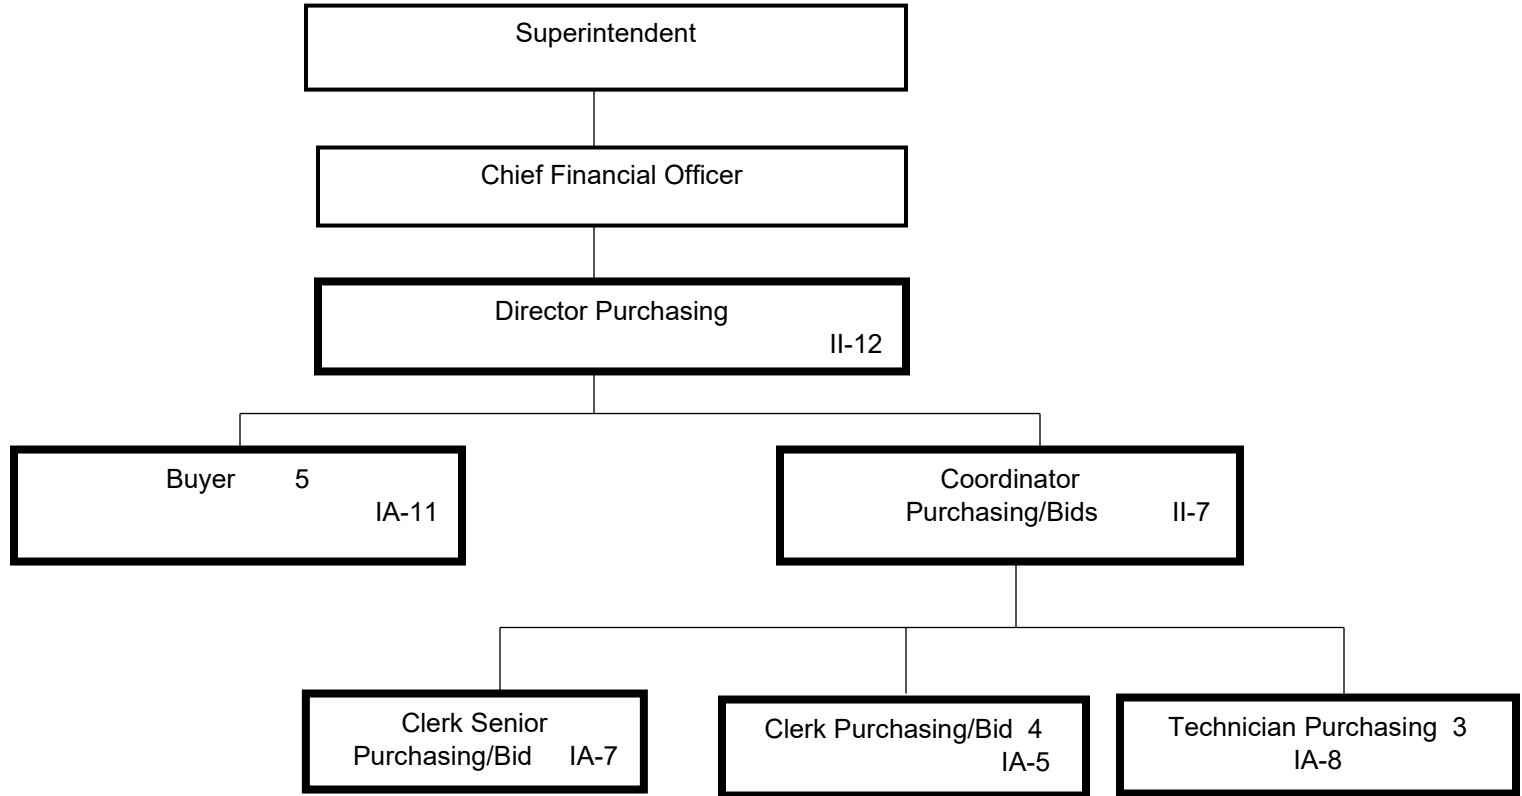 Superintendent
Chief Financial Officer
Director Purchasing
II-12
Buyer 5
IA-11
Coordinator
Purchasing/Bids II-7
Clerk Senior
Purchasing/Bid IA-7
Clerk Purchasing/Bid 4
IA-5
Technician Purchasing 3
IA-8